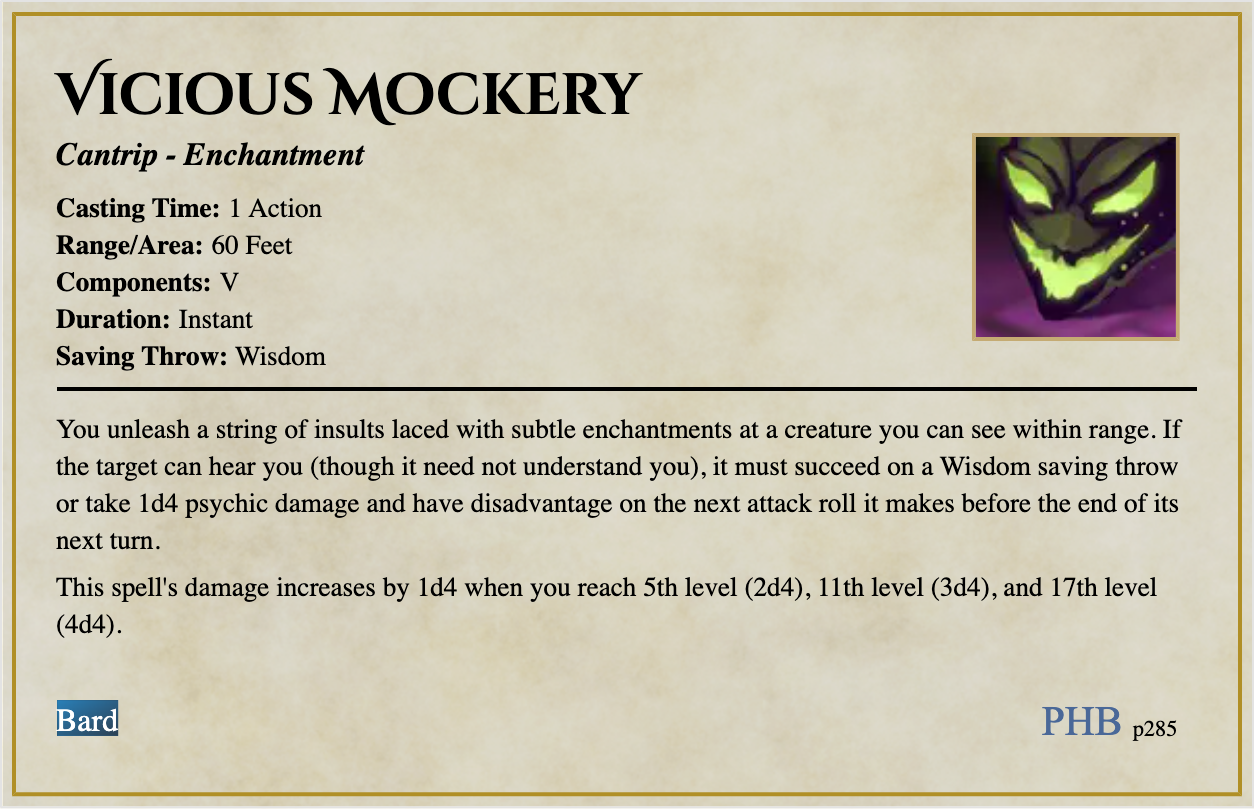 Vicious Mockery
Cantrip - Enchantment
Casting Time: 1 Action
Range/Area: 60 Feet
Components: V
Duration: Instant
Saving Throw: Wisdom
You unleash a string of insults laced with subtle enchantments at a creature you can see within range. If
the target can hear you (though it need not understand you), it must succeed on a Wisdom saving throw
or take 1d4 psychic damage and have disadvantage on the next attack roll it makes before the end of its
next turn.
This spell's damage increases by 1d4 when you reach 5th level (2d4), 11th level (3d4), and 17th level
(4d4).
Bard
PHB p285